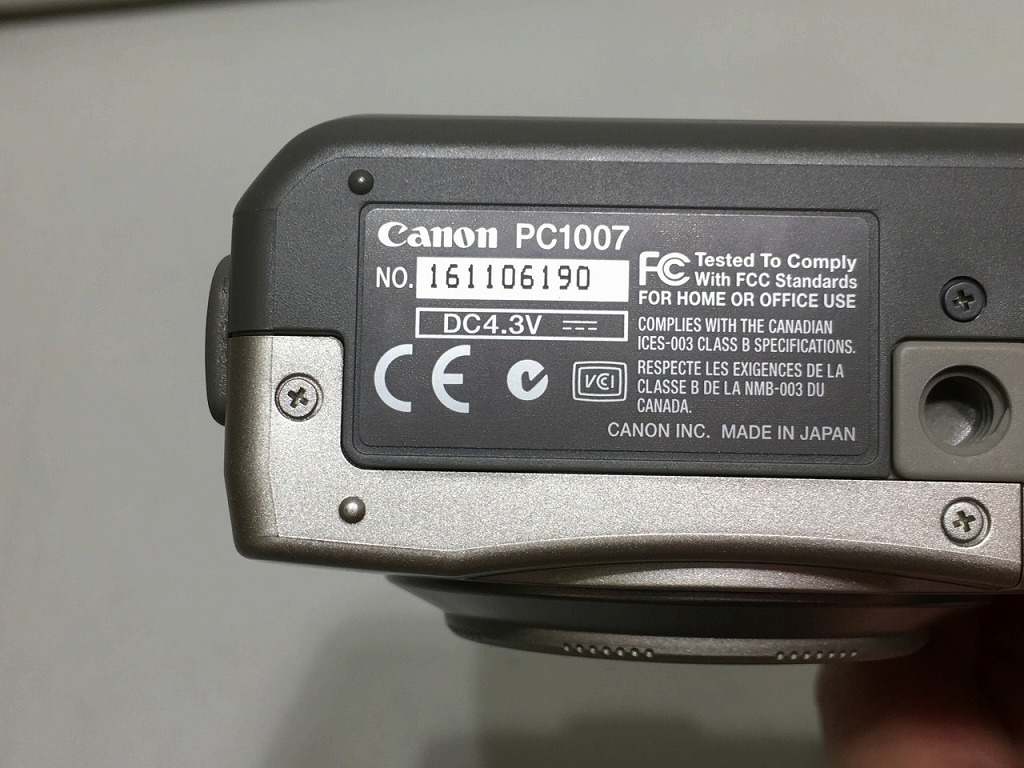 Canon PC1007
NO. 161106190
DC4.3V
CE
VCI
FC Tested To Comply
With FCC Standards
FOR HOME OR OFFICE USE
COMPLIES WITH THE CANADIAN
ICES-003 CLASS B SPECIFICATIONS.
RESPECTE LES EXIGENCES DE LA
CLASSE B DE LA NMB-003 DU
CANADA.
CANON INC. MADE IN JAPAN